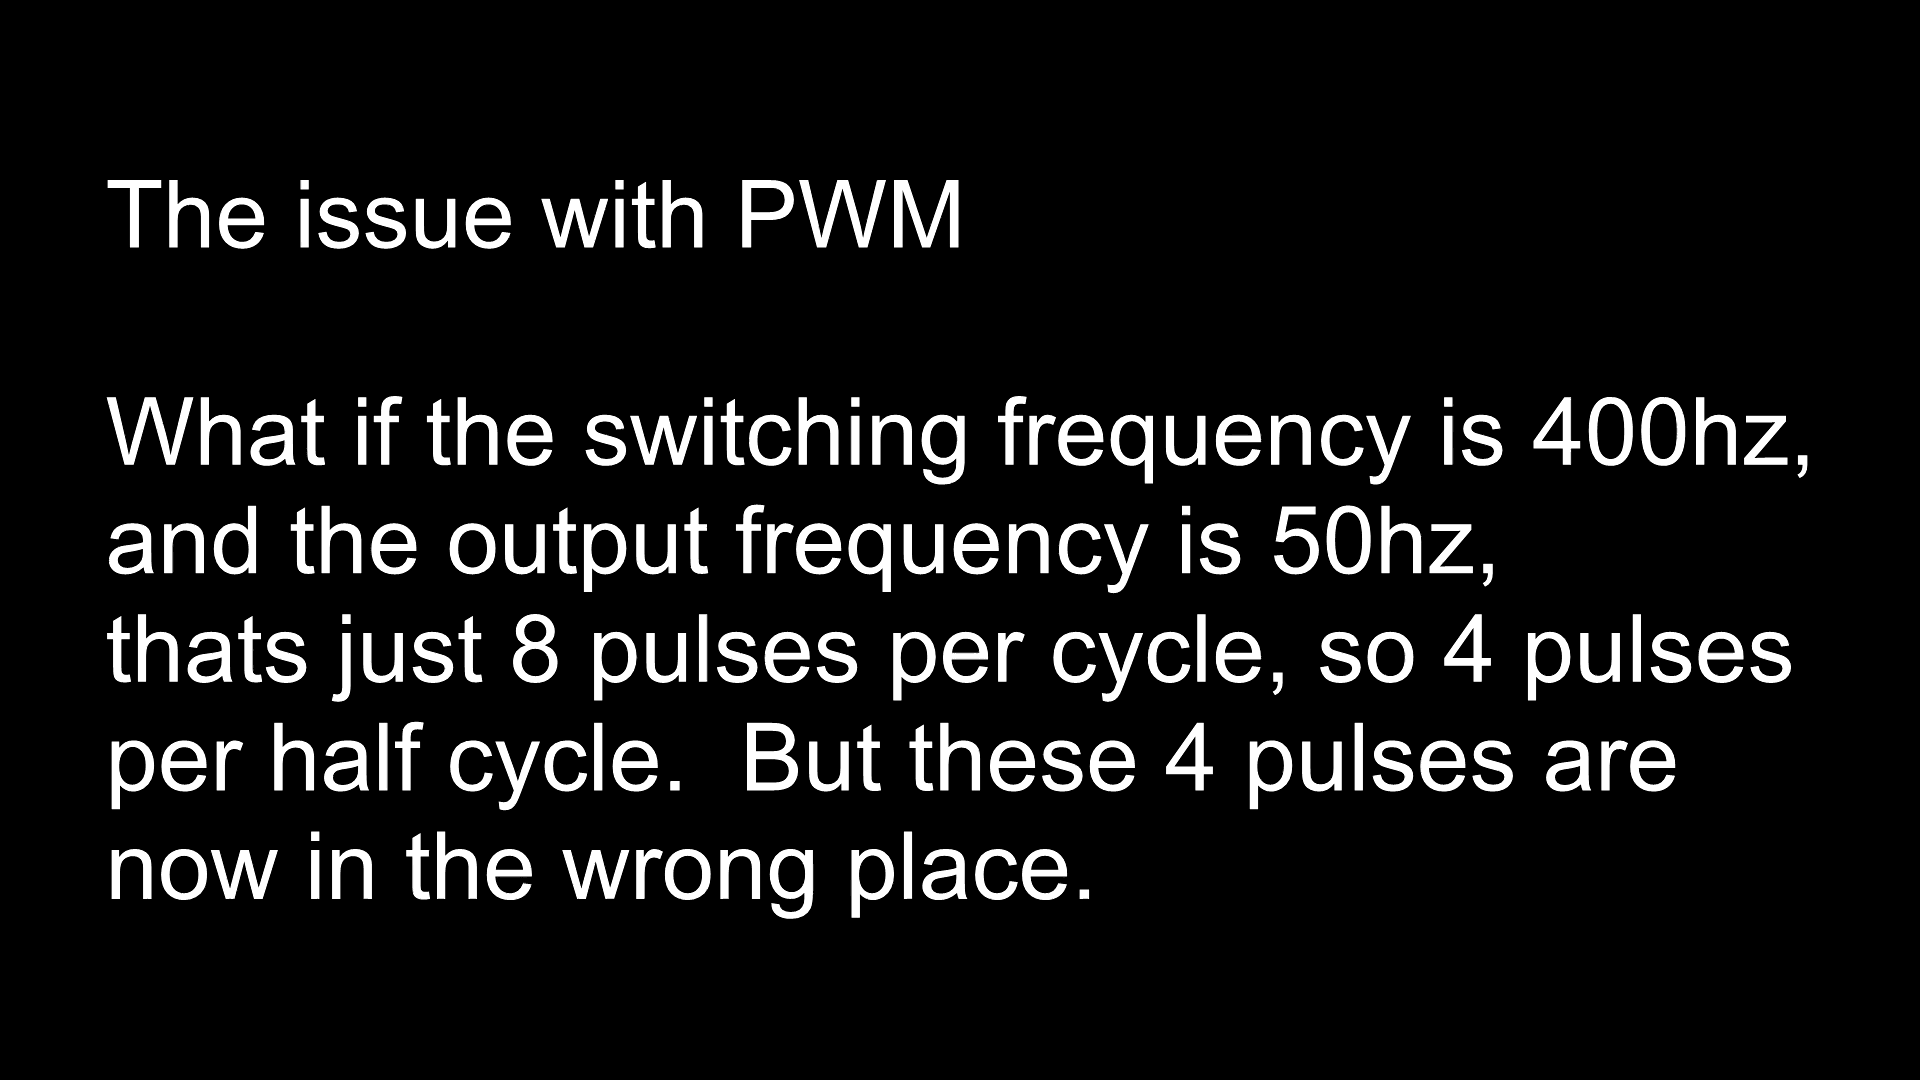 The issue with PWM
What if the switching frequency is 400hz,
and the output frequency is 50hz,
thats just 8 pulses per cycle, so 4 pulses
per half cycle.  But these 4 pulses are
now in the wrong place.